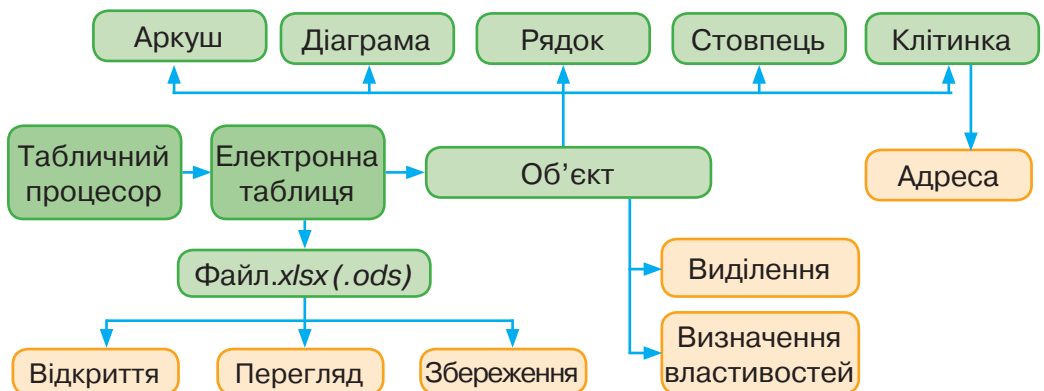 Аркуш
Діаграма
Рядок
Стовпець
Клітинка
Табличний
процесор
Електронна
таблиця
Об’єкт
Адреса
Файл.xlsx (.ods)
Виділення
Визначення
властивостей
Відкриття
Перегляд
Збереження